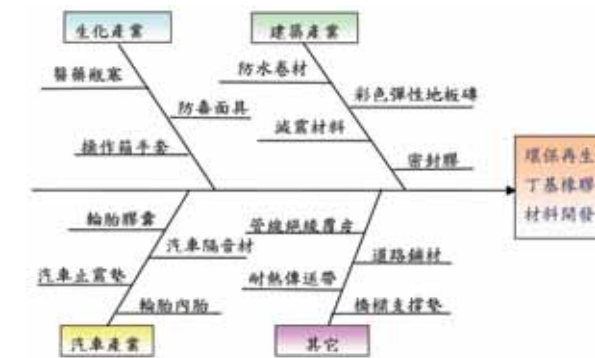 生化產業
建築產業
醫藥瓶塞
防毒面具
操作箱手套
防水卷材
彩色彈性地板磚
減震材料
密封膠
環保再生
丁基橡膠
材料開發
輪胎膠囊
汽車隔音材
汽車止震墊
輪胎內胎
管線絕緣覆皮
道路鋪材
耐熱傳送帶
橋樑支撐墊
汽車產業
其它